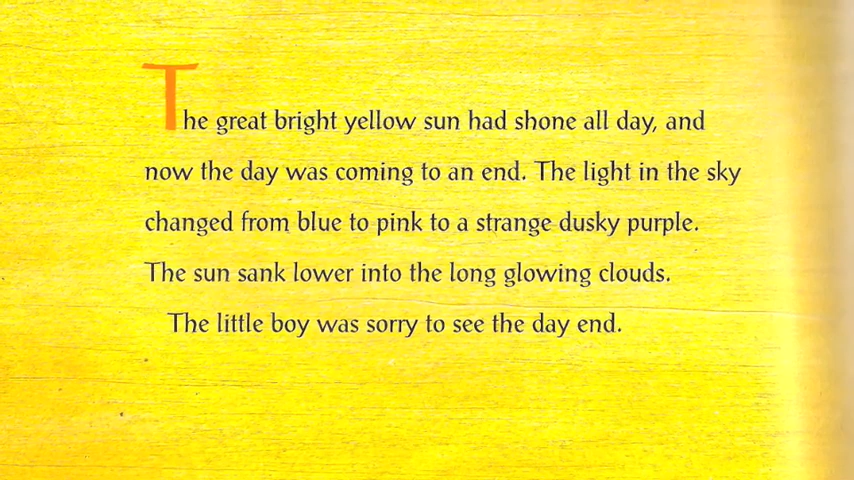 The great bright yellow sun had shone all day, and
now the day was coming to an end. The light in the sky
changed from blue to pink to a strange dusky purple.
The sun sank lower into the long glowing clouds.
The little boy was sorry to see the day end.